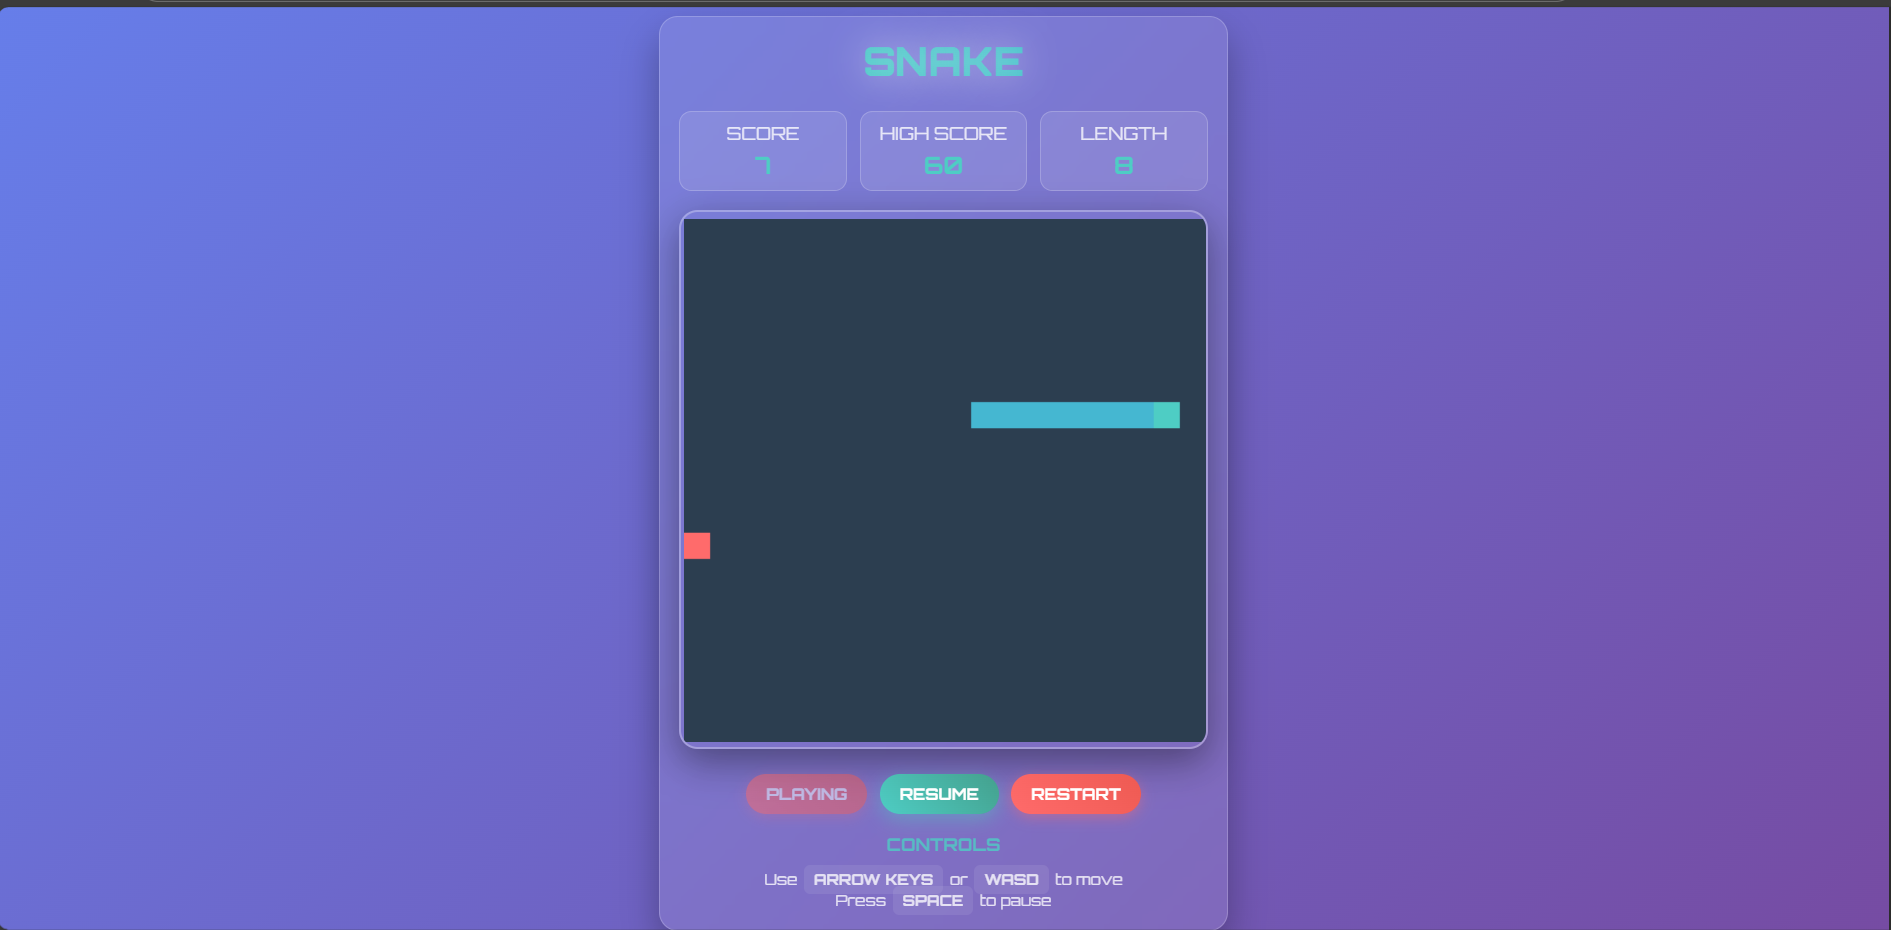 SNAKE
SCORE
7
HIGH SCORE
60
LENGTH
8
PLAYING
RESUME
RESTART
CONTROLS
Use ARROW KEYS or WASD to move
Press SPACE to pause